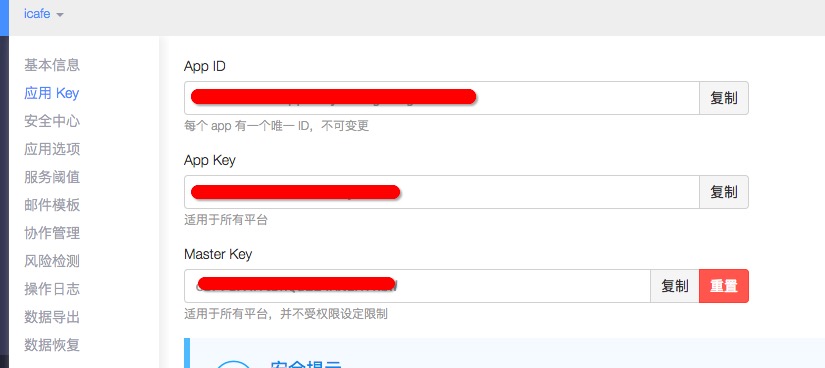 icafe
基本信息
应用 Key
安全中心
应用选项
服务阈值
邮件模板
协作管理
风险检测
操作日志
数据导出
数据恢复
App ID
复制
每个 app 有一个唯一 ID，不可变更
App Key
复制
适用于所有平台
Master Key
复制 重置
适用于所有平台，并不受权限设定限制
安全提示